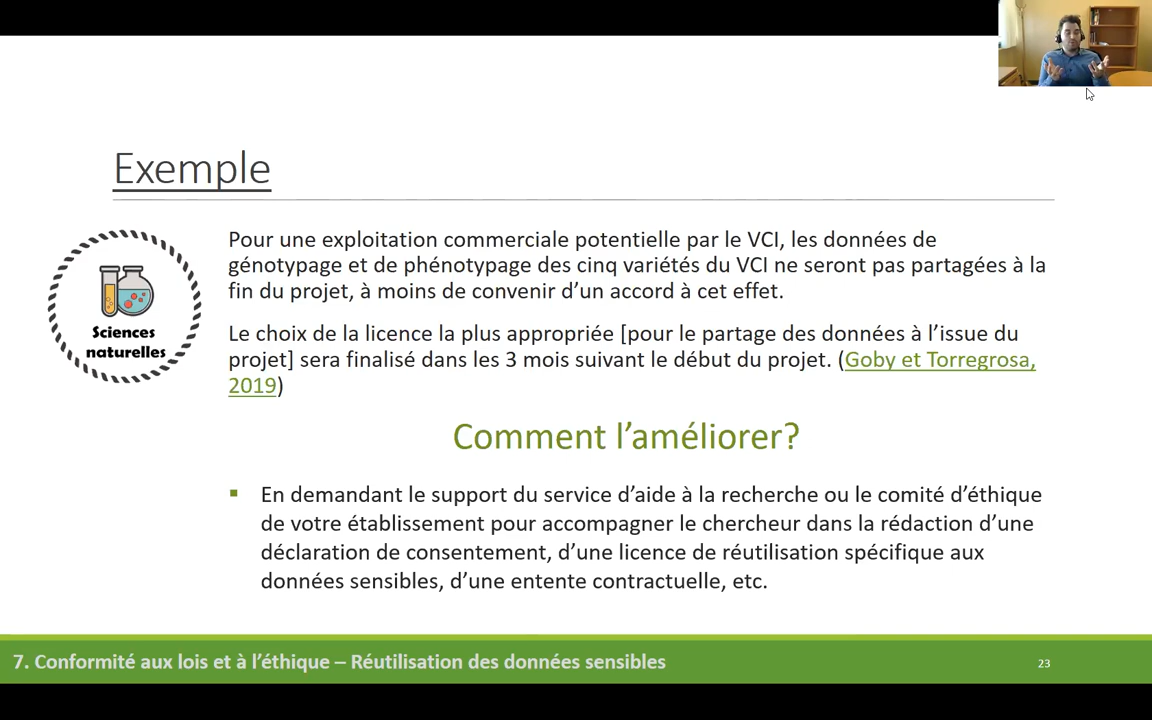 Exemple
Pour une exploitation commerciale potentielle par le VCI, les données de
génotypage et de phénotypage des cinq variétés du VCI ne seront pas partagées à la
fin du projet, à moins de convenir d’un accord à cet effet.
Sciences
naturelles
Le choix de la licence la plus appropriée [pour le partage des données à l’issue du
projet] sera finalisé dans les 3 mois suivant le début du projet. (Goby et Torregrosa,
2019)
Comment l’améliorer?
▪ En demandant le support du service d’aide à la recherche ou le comité d’éthique
de votre établissement pour accompagner le chercheur dans la rédaction d’une
déclaration de consentement, d’une licence de réutilisation spécifique aux
données sensibles, d’une entente contractuelle, etc.
7. Conformité aux lois et à l’éthique – Réutilisation des données sensibles
23